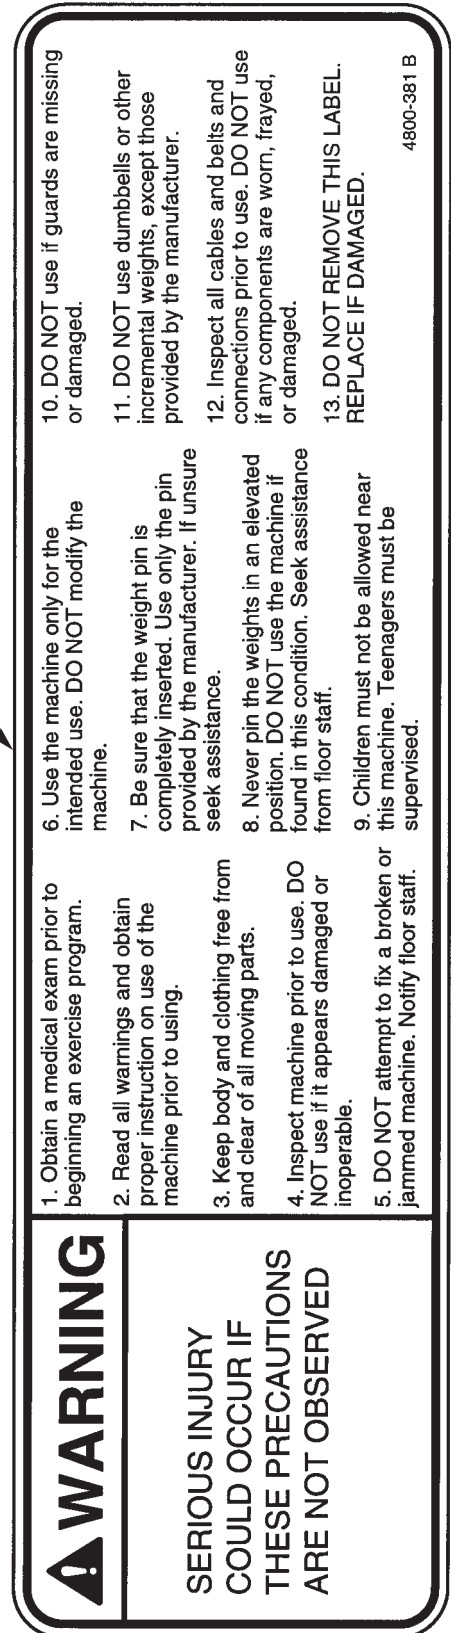 WARNING
SERIOUS INJURY
COULD OCCUR IF
THESE PRECAUTIONS
ARE NOT OBSERVED
1. Obtain a medical exam prior to
beginning an exercise program.
2. Read all warnings and obtain
proper instruction on use of the
machine prior to using.
3. Keep body and clothing free from
and clear of all moving parts.
4. Inspect machine prior to use. DO
NOT use if it appears damaged or
inoperable.
5. DO NOT attempt to fix a broken or
jammed machine. Notify floor staff.
6. Use the machine only for the
intended use. DO NOT modify the
machine.
7. Be sure that the weight pin is
completely inserted. Use only the pin
provided by the manufacturer. If unsure
seek assistance.
8. Never pin the weights in an elevated
position. DO NOT use the machine if
found in this condition. Seek assistance
from floor staff.
9. Children must not be allowed near
this machine. Teenagers must be
supervised.
10. DO NOT use if guards are missing
or damaged.
11. DO NOT use dumbbells or other
incremental weights, except those
provided by the manufacturer.
12. Inspect all cables and belts and
connections prior to use. DO NOT use
if any components are worn, frayed,
or damaged.
13. DO NOT REMOVE THIS LABEL.
REPLACE IF DAMAGED.
4800-381 B